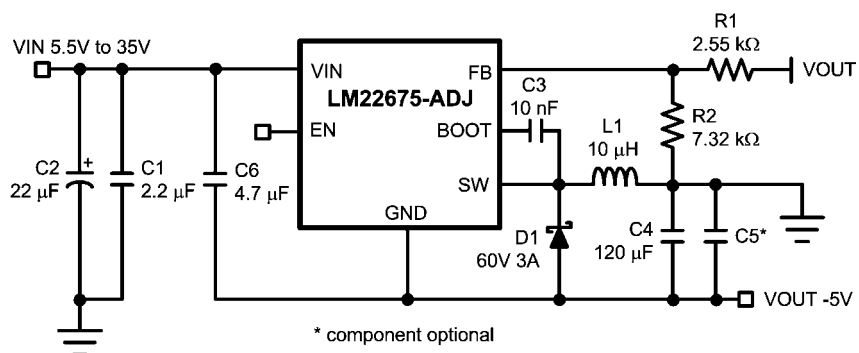 VIN 5.5V to 35V
C2
22 µF
+
C1
2.2 µF
C6
4.7 µF
VIN
FB
LM22675-ADJ
EN
BOOT
SW
GND
C3
10 nF
R1
2.55 kΩ
VOUT
R2
7.32 kΩ
L1
10 µH
D1
60V 3A
C4
120 µF
C5*
VOUT -5V
* component optional